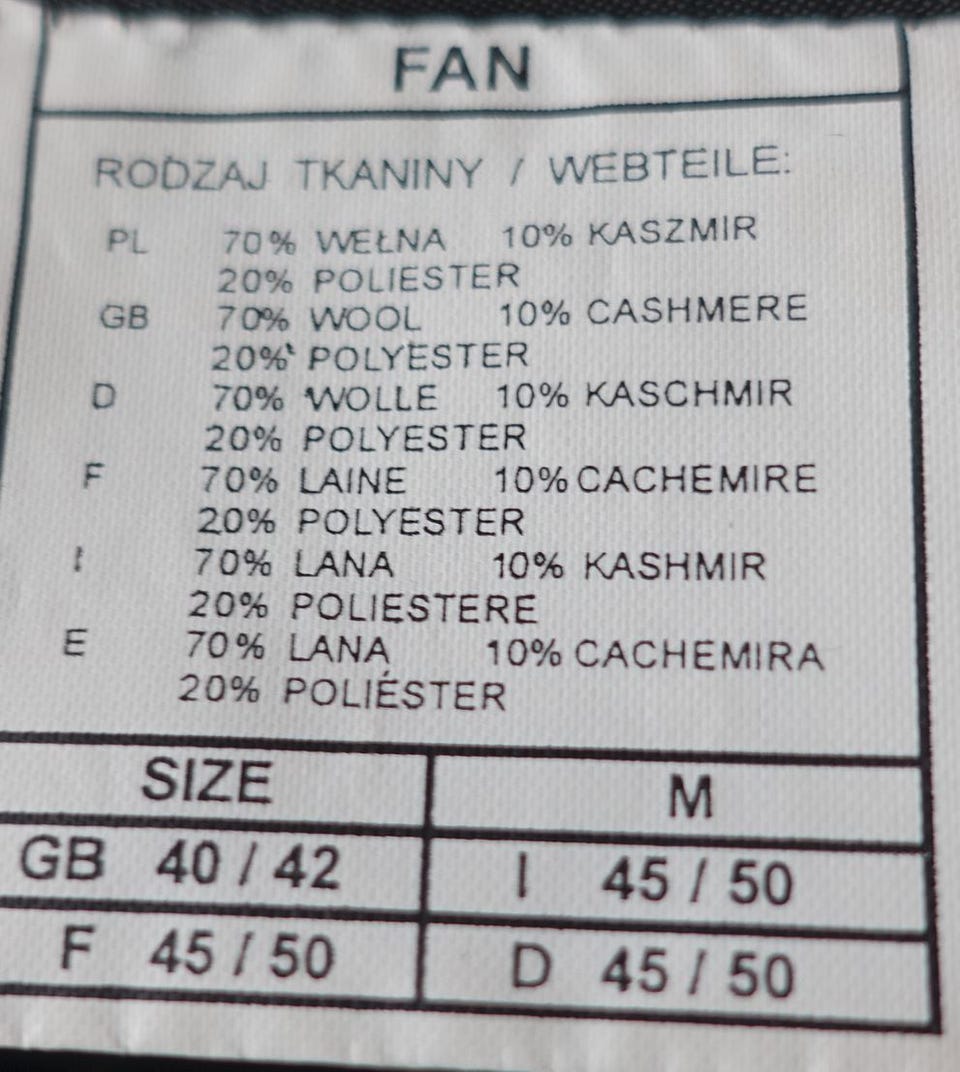 FAN
RODZAJ TKANINY / WEBTEILE:
PL 70% WEŁNA 10% KASZMIR
20% POLIESTER
GB 70% WOOL 10% CASHMERE
20% POLYESTER
D 70% WOLLE 10% KASCHMIR
20% POLYESTER
F 70% LAINE 10% CACHEMIRE
20% POLYESTER
I 70% LANA 10% KASHMIR
20% POLIESTERE
E 70% LANA 10% CACHEMIRA
20% POLIÉSTER
SIZE M
GB 40 / 42 I 45 / 50
F 45 / 50 D 45 / 50